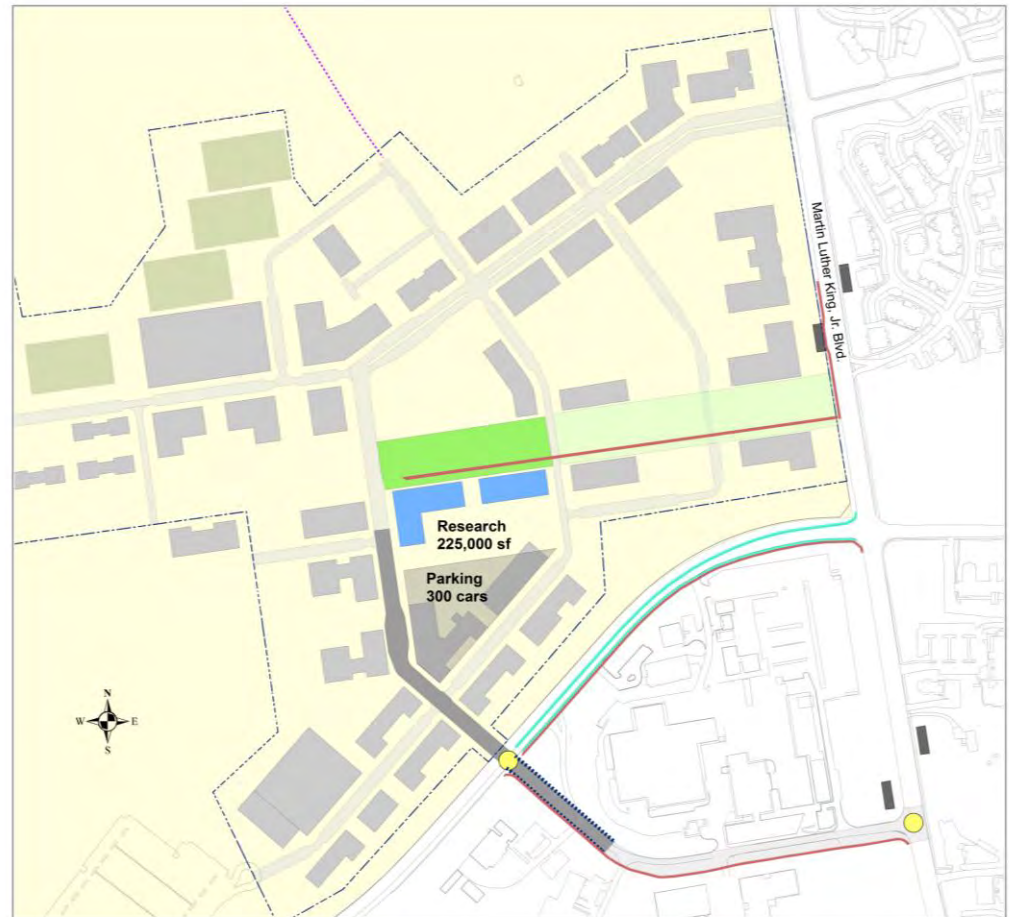 Martin Luther King, Jr. Blvd.
Research
225,000 sf
Parking
300 cars
N
W E
S